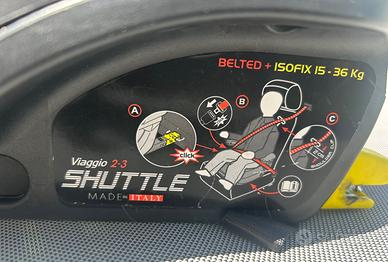 BELTED + ISOFIX 15 - 36 Kg
A
B
C
click
Viaggio 2-3
SHUTTLE
MADE IN ITALY